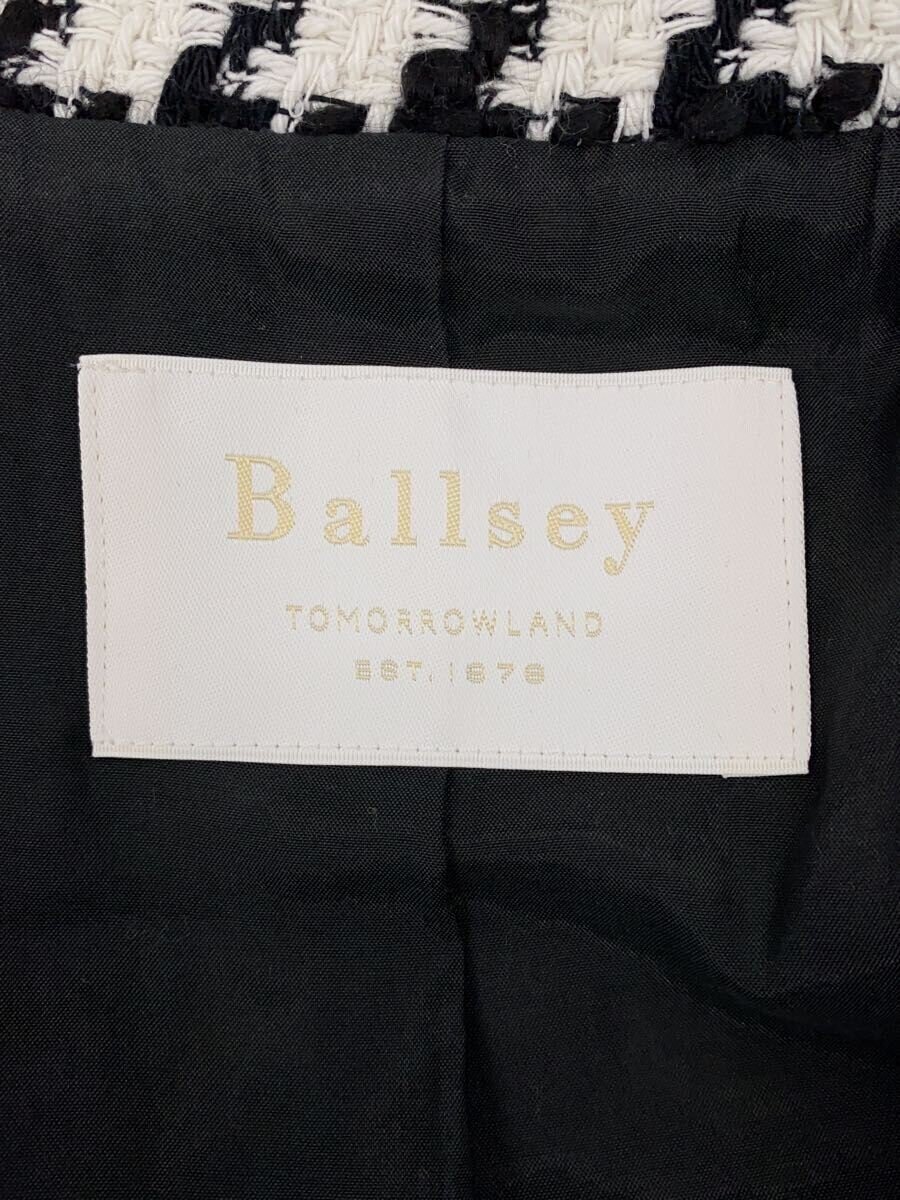 Ballsey
TOMORROWLAND
EST. 1978